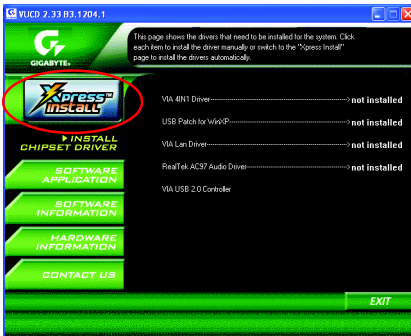 VUCD 2.33 B3.1204.1
This page shows the drivers that need to be installed for the system. Click
each item to install the driver manually or switch to the "Xpress Install"
page to install the drivers automatically.
G
GIGABYTE™
Xpress™
INSTALL
INSTALL
CHIPSET DRIVER
SOFTWARE
APPLICATION
SOFTWARE
INFORMATION
HARDWARE
INFORMATION
CONTACT US
VIA 4IN1 Driver not installed
USB Patch for WinXP not installed
VIA Lan Driver not installed
RealTek AC97 Audio Driver not installed
VIA USB 2.0 Controller
EXIT